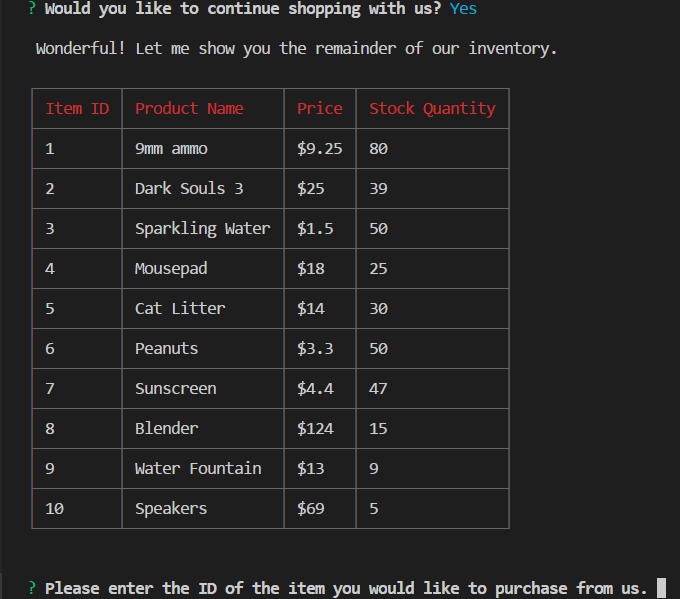 ? Would you like to continue shopping with us? Yes
Wonderful! Let me show you the remainder of our inventory.
Item ID Product Name Price Stock Quantity
1 9mm ammo $9.25 80
2 Dark Souls 3 $25 39
3 Sparkling Water $1.5 50
4 Mousepad $18 25
5 Cat Litter $14 30
6 Peanuts $3.3 50
7 Sunscreen $4.4 47
8 Blender $124 15
9 Water Fountain $13 9
10 Speakers $69 5
? Please enter the ID of the item you would like to purchase from us.